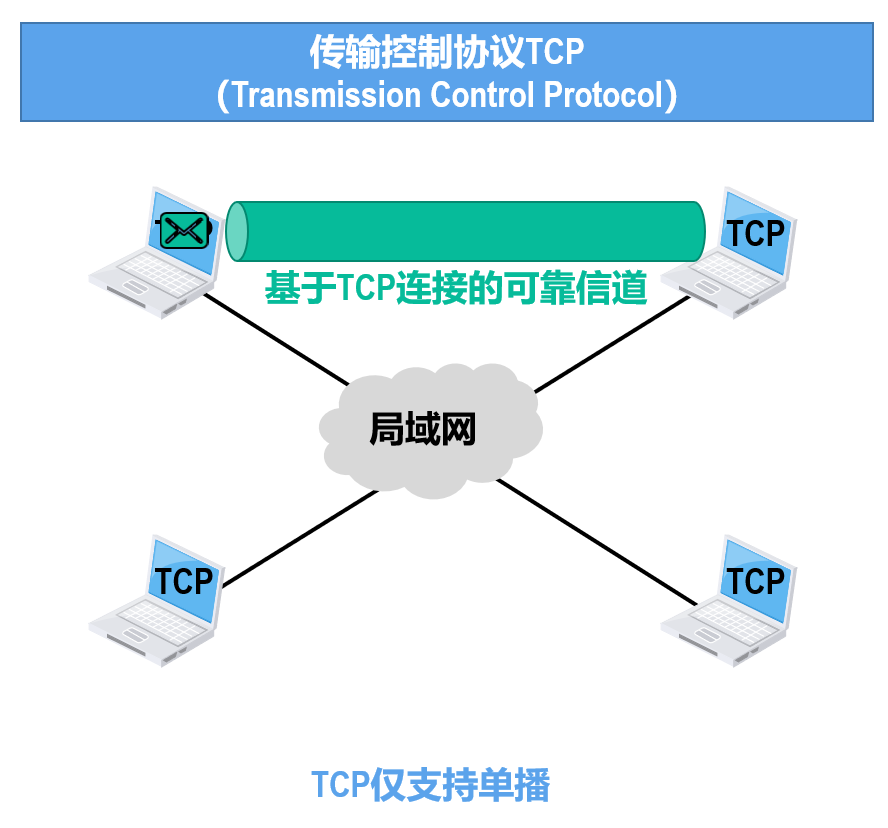 传输控制协议TCP
（Transmission Control Protocol）
TCP
基于TCP连接的可靠信道
局域网
TCP
TCP
TCP仅支持单播